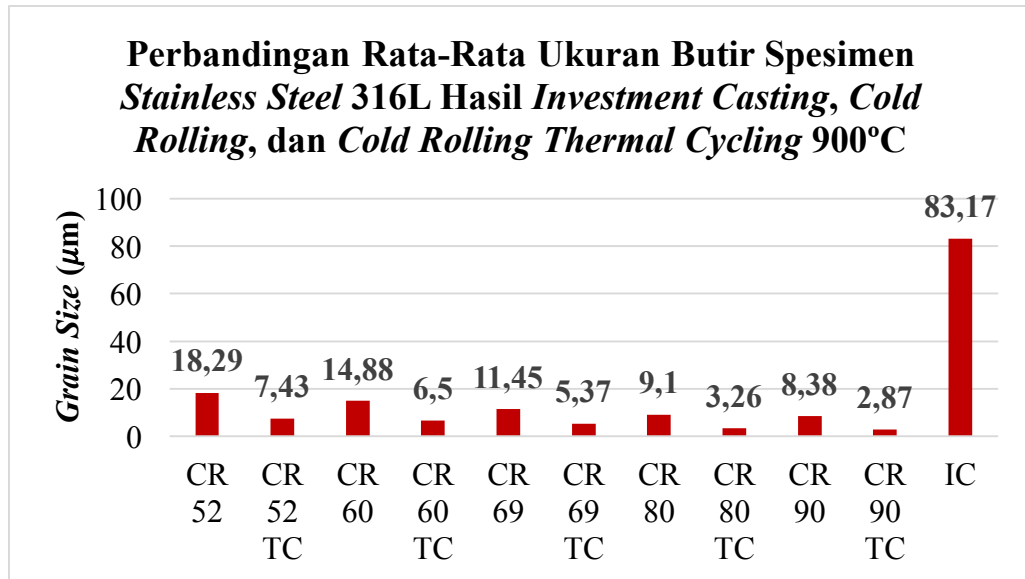 Perbandingan Rata-Rata Ukuran Butir Spesimen
Stainless Steel 316L Hasil Investment Casting, Cold
Rolling, dan Cold Rolling Thermal Cycling 900°C
Grain Size (μm)
100
80
60
40
20
0
18,29
7,43
14,88
6,5
11,45
5,37
9,1
3,26
8,38
2,87
83,17
CR
52
CR
52
TC
CR
60
CR
60
TC
CR
69
CR
69
TC
CR
80
CR
80
TC
CR
90
CR
90
TC
IC